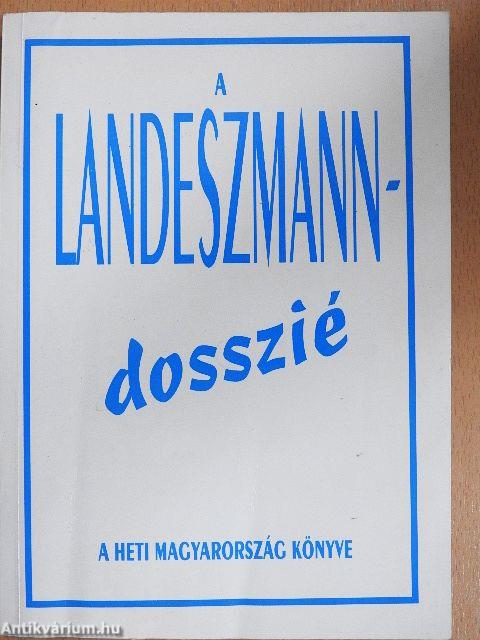 A
LANDESZMANN-
dosszié
A HETI MAGYARORSZÁG KÖNYVE
Antikvárium.hu